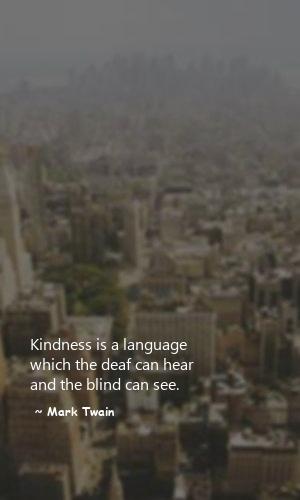 Kindness is a language
which the deaf can hear
and the blind can see.
~ Mark Twain